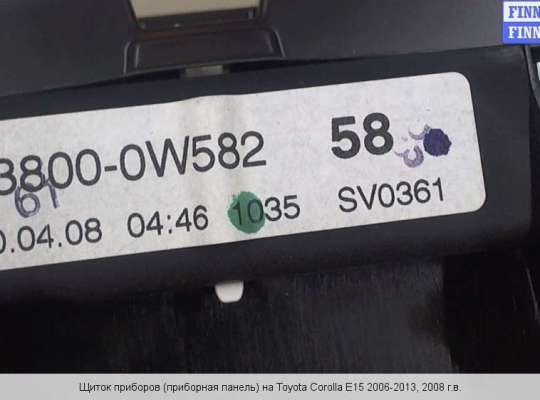 FINN
FINN
3800-0W582 58
61
0.04.08 04:46 1035 SV0361
Щиток приборов (приборная панель) на Toyota Corolla E15 2006-2013, 2008 г.в.